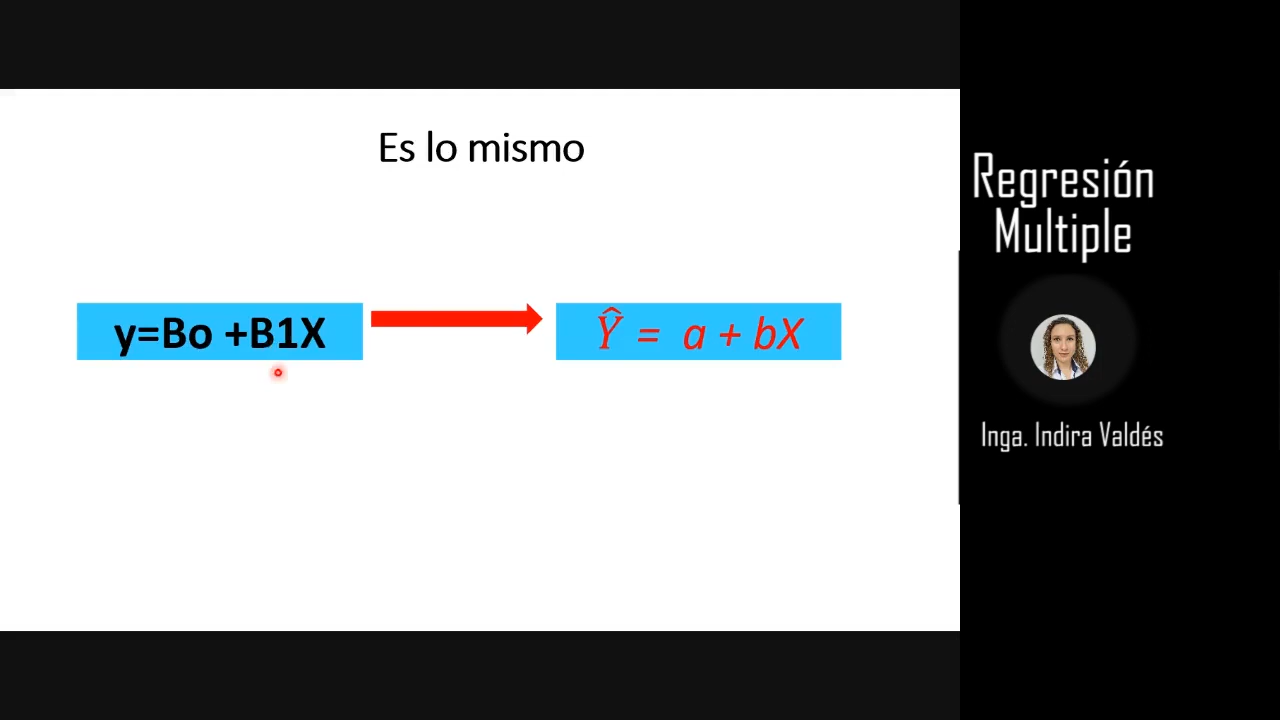 Es lo mismo
y=Bo +B1X
Ŷ = a + bX
Regresión
Multiple
Inga. Indira Valdés